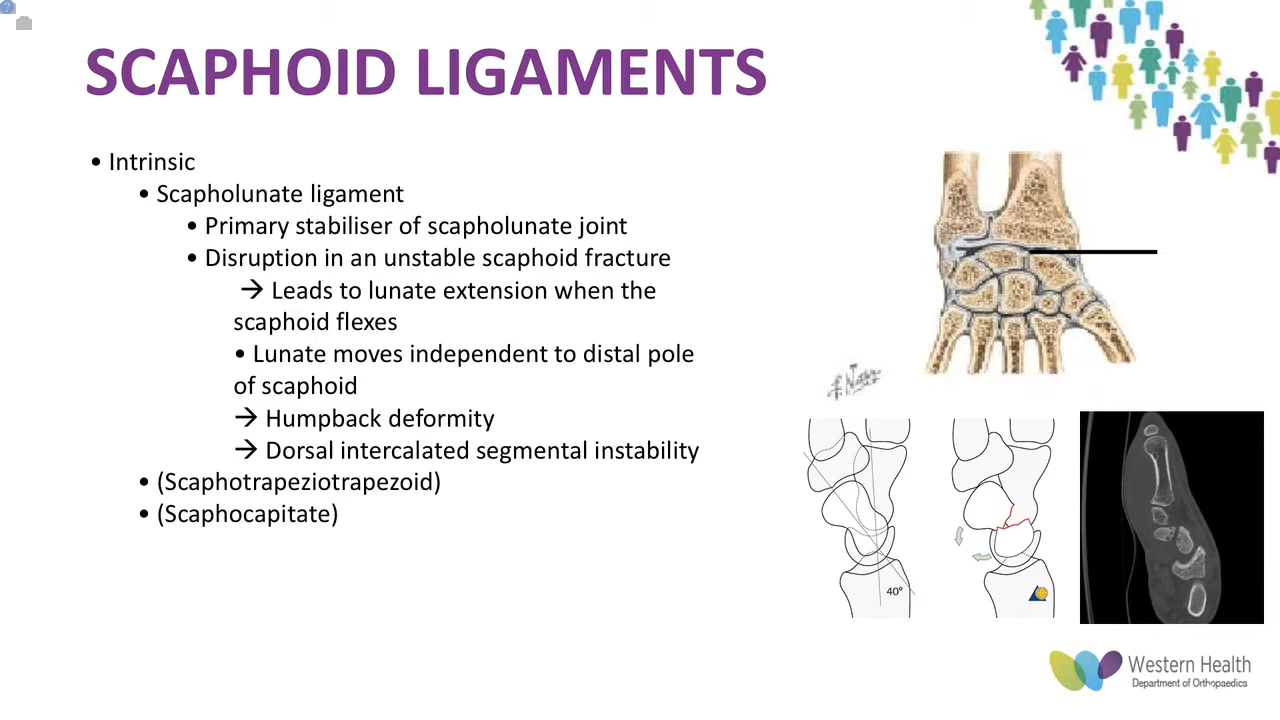 SCAPHOID LIGAMENTS
• Intrinsic
• Scapholunate ligament
• Primary stabiliser of scapholunate joint
• Disruption in an unstable scaphoid fracture
→ Leads to lunate extension when the
scaphoid flexes
• Lunate moves independent to distal pole
of scaphoid
→ Humpback deformity
→ Dorsal intercalated segmental instability
• (Scaphotrapeziotrapezoid)
• (Scaphocapitate)
40°
Western Health
Department of Orthopaedics